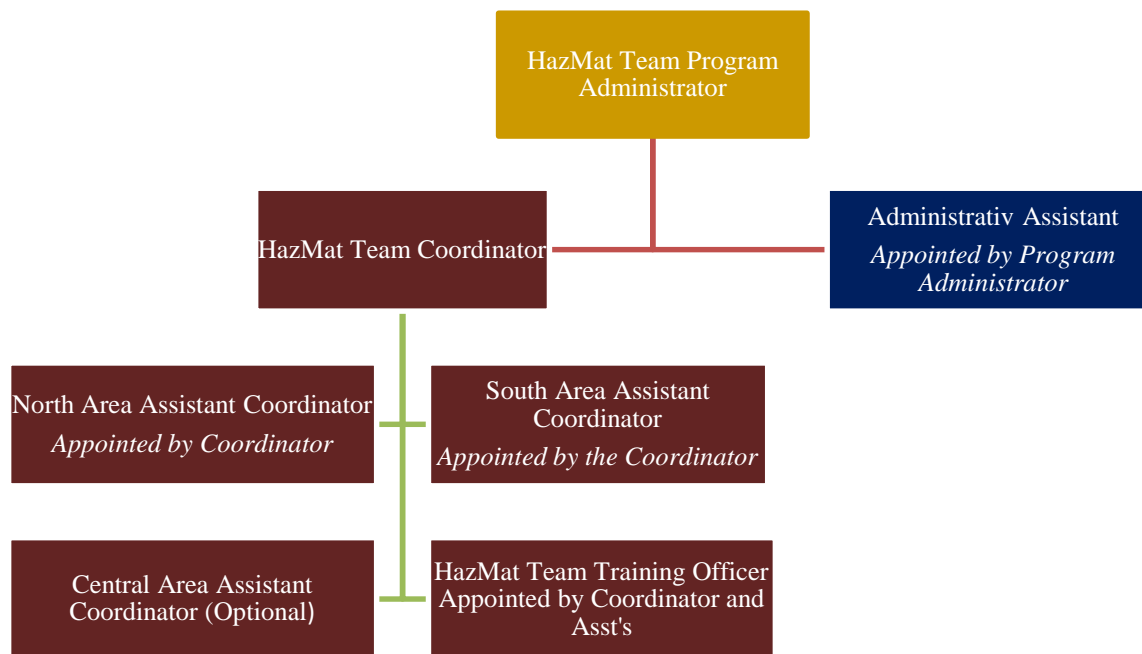 HazMat Team Program
Administrator
HazMat Team Coordinator
Administrativ Assistant
Appointed by Program
Administrator
North Area Assistant Coordinator
Appointed by Coordinator
South Area Assistant
Coordinator
Appointed by the Coordinator
Central Area Assistant
Coordinator (Optional)
HazMat Team Training Officer
Appointed by Coordinator and
Asst's